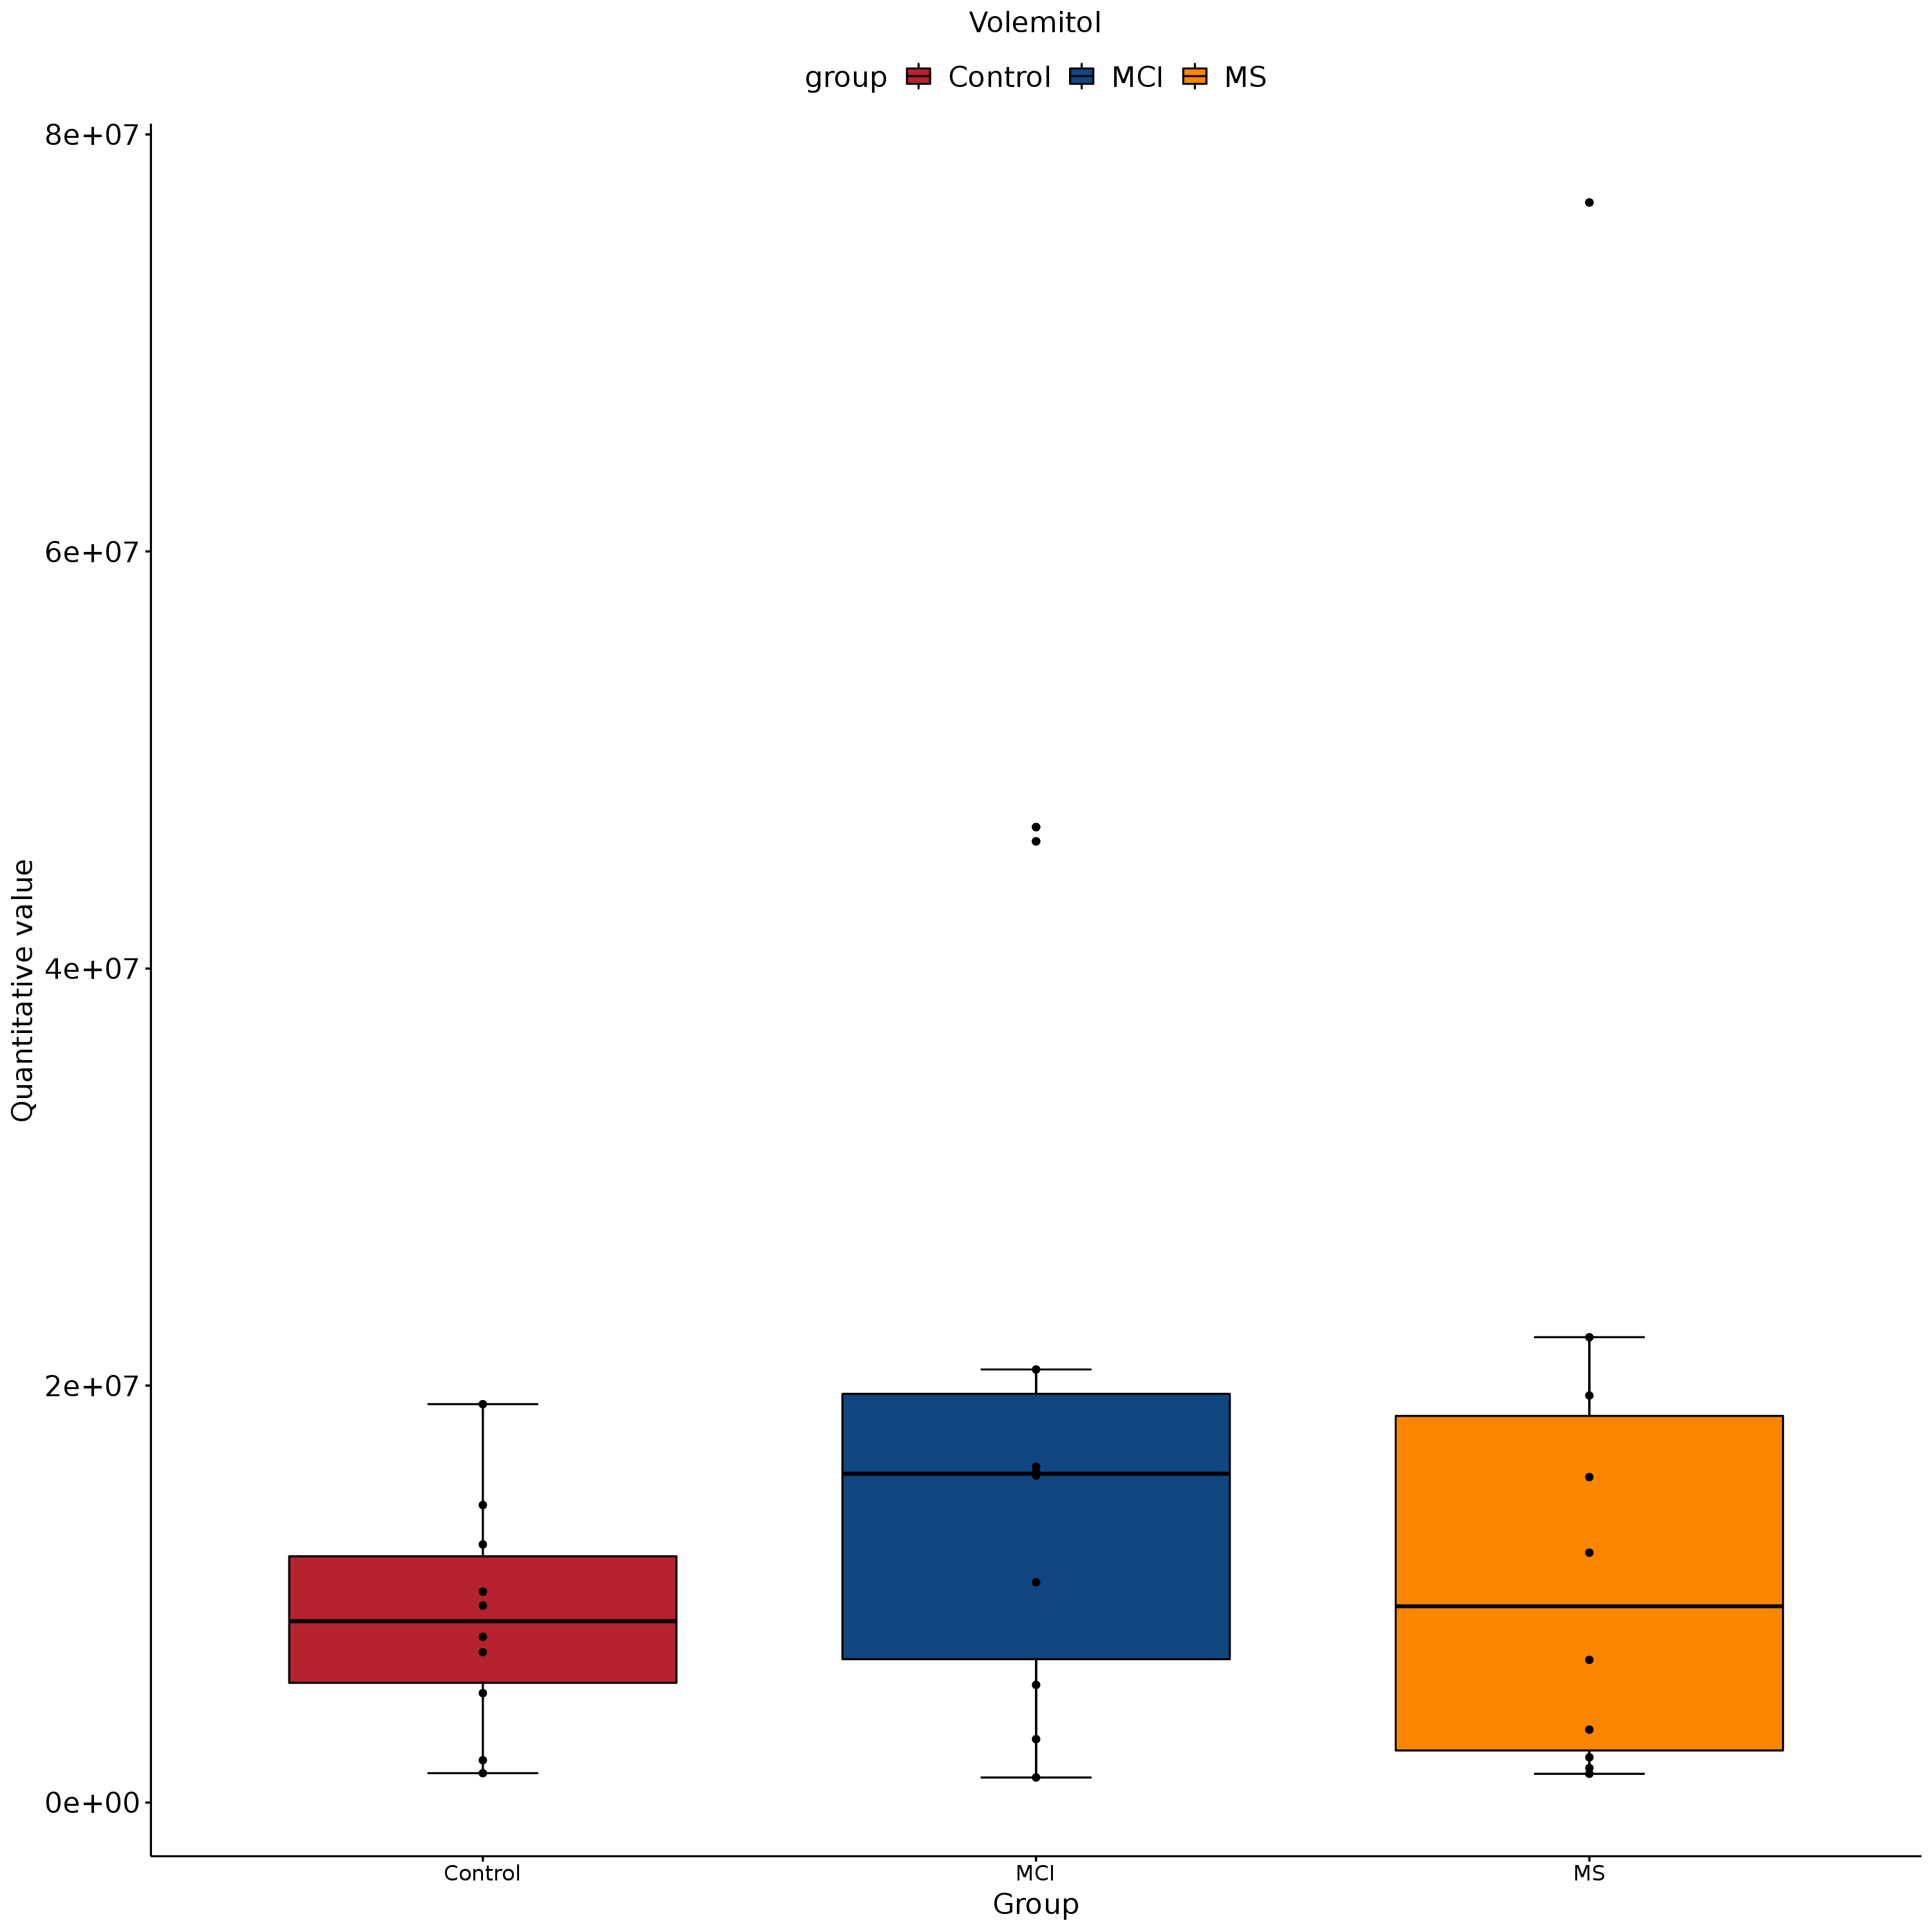 Volemitol
group Control MCI MS
8e+07
6e+07
4e+07
2e+07
0e+00
Quantitative value
Control MCI MS
Group